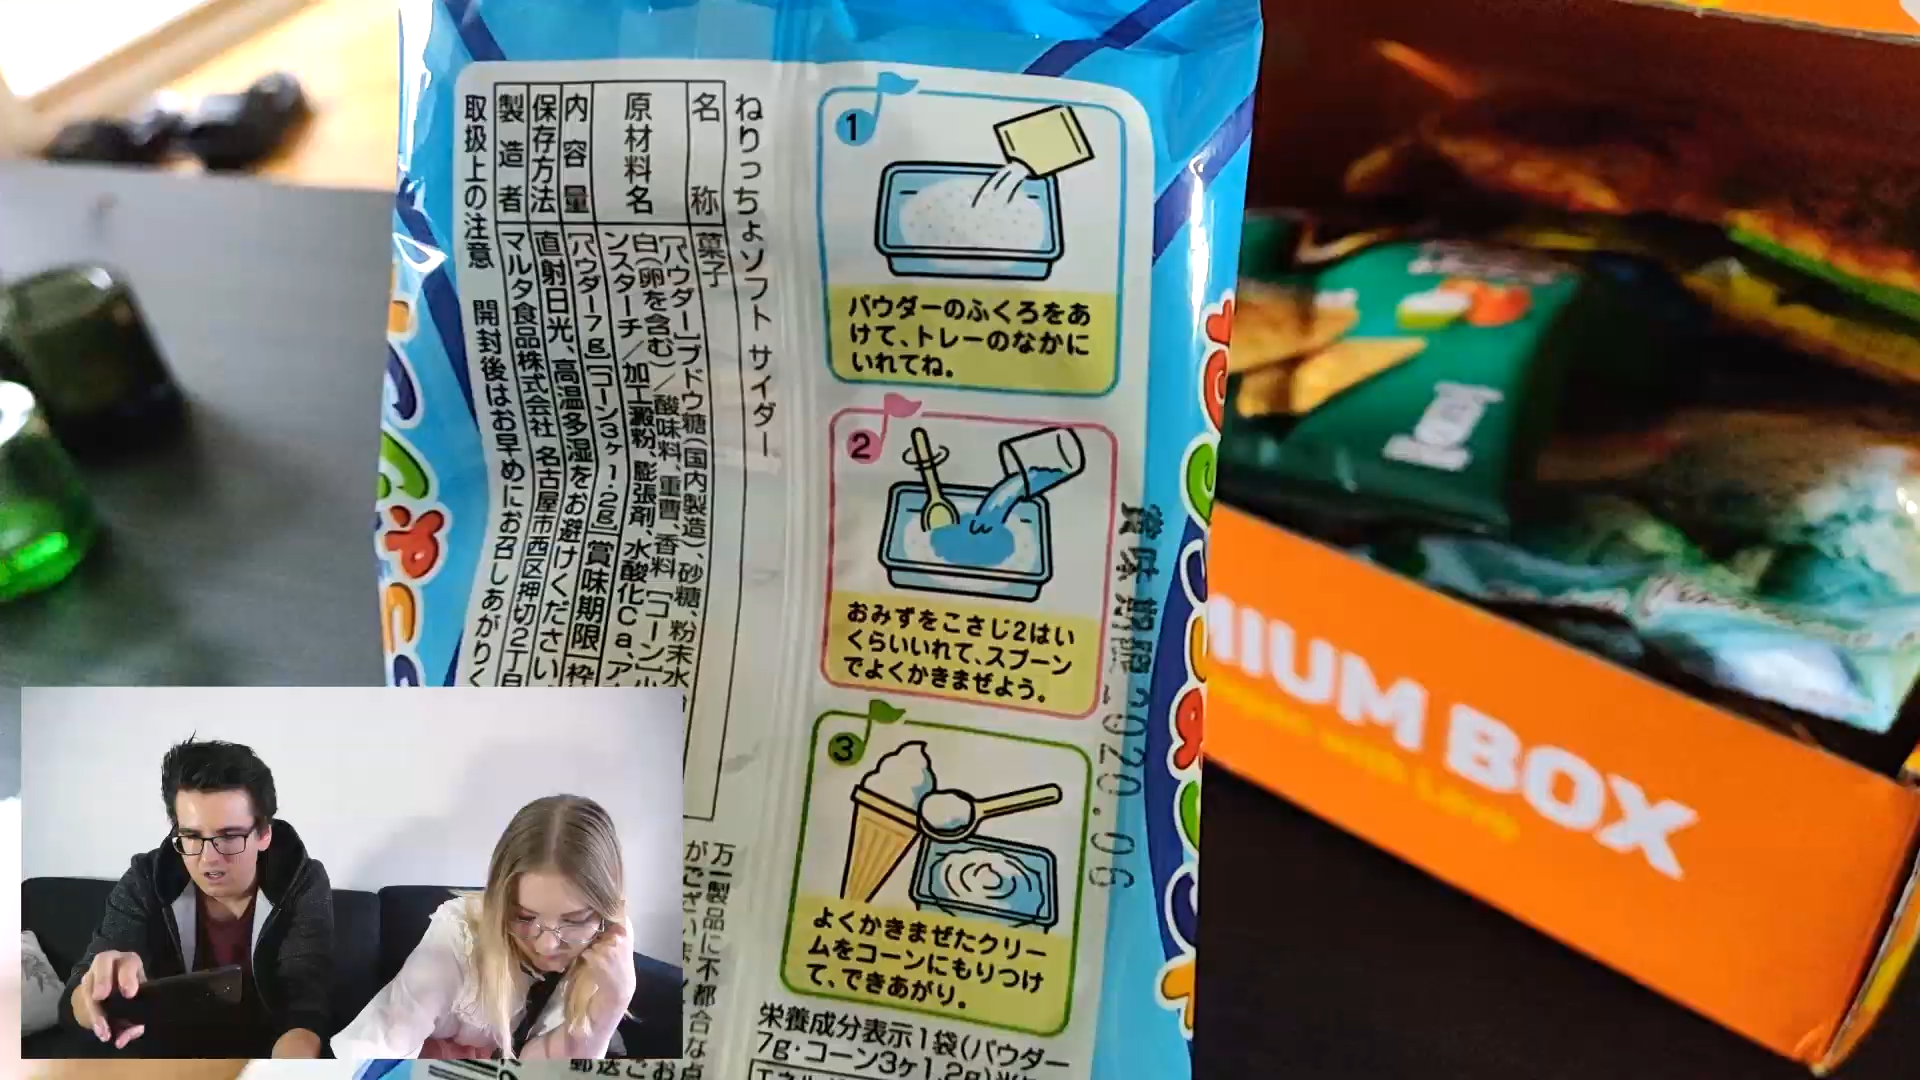 ねりっちょソフト サイダー
名称 菓子
原材料名 [パウダー]ブドウ糖(国内製造)、砂糖、粉末水
白(卵を含む)/酸味料、重曹、香料[コーン]
ンスターチ/加工澱粉、膨張剤、水酸化Ca、ア
内容量 [パウダー7g][コーン3ヶ1.2g] 賞味期限 枠
保存方法 直射日光、高温多湿をお避けください。
製造者 マルタ食品株式会社 名古屋市西区押切2丁目
取扱上の注意 開封後はお早めにお召しあがりく
1
パウダーのふくろをあ
けて、トレーのなかに
いれてね。
2
おみずをこさじ2はい
くらいいれて、スプーン
でよくかきまぜよう。
3
よくかきまぜたクリー
ムをコーンにもりつけ
て、できあがり。
賞味期限 2020.06
万一製品に不都合な点
がござい
郵送
栄養成分表示1袋(パウダー
7g・コーン3ヶ1.2g)
MIUM BOX